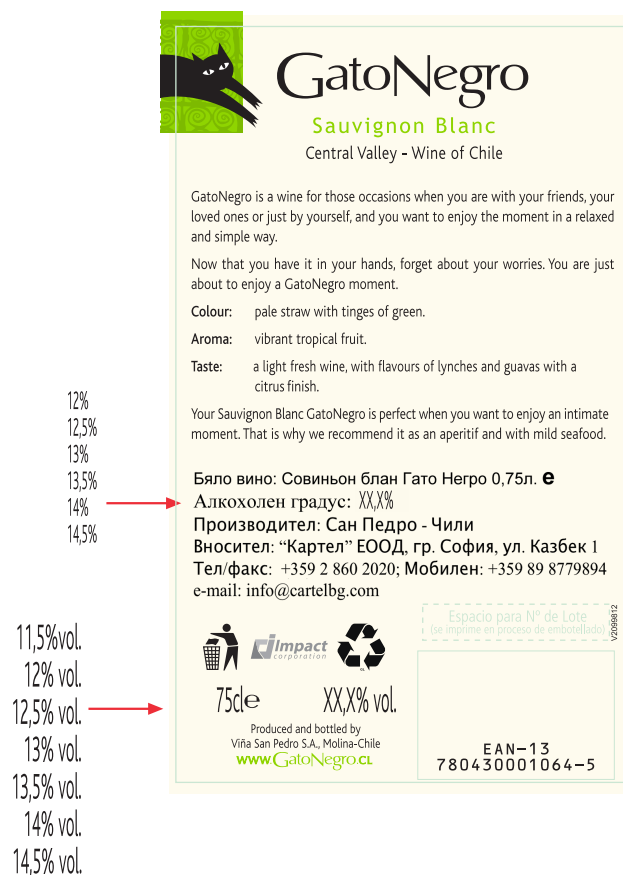 GatoNegro
Sauvignon Blanc
Central Valley - Wine of Chile
GatoNegro is a wine for those occasions when you are with your friends, your
loved ones or just by yourself, and you want to enjoy the moment in a relaxed
and simple way.
Now that you have it in your hands, forget about your worries. You are just
about to enjoy a GatoNegro moment.
Colour: pale straw with tinges of green.
Aroma: vibrant tropical fruit.
Taste: a light fresh wine, with flavours of lynches and guavas with a
citrus finish.
Your Sauvignon Blanc GatoNegro is perfect when you want to enjoy an intimate
moment. That is why we recommend it as an aperitif and with mild seafood.
12%
12,5%
13%
13,5%
14%
14,5%
Бяло вино: Совиньон блан Гато Негро 0,75л. e
Алкохолен градус: XX,X%
Производител: Сан Педро - Чили
Вносител: “Картел” ЕООД, гр. София, ул. Казбек 1
Тел/факс: +359 2 860 2020; Мобилен: +359 89 8779894
e-mail: info@cartelbg.com
Espacio para Nº de Lote
(se imprime en proceso de embotellado)
V2099812
Impact
corporation
GL
11,5%vol.
12% vol.
12,5% vol.
13% vol.
13,5% vol.
14% vol.
14,5% vol.
75cle XX,X% vol.
Produced and bottled by
Viña San Pedro S.A., Molina-Chile
www.GatoNegro.CL
EAN-13
780430001064-5